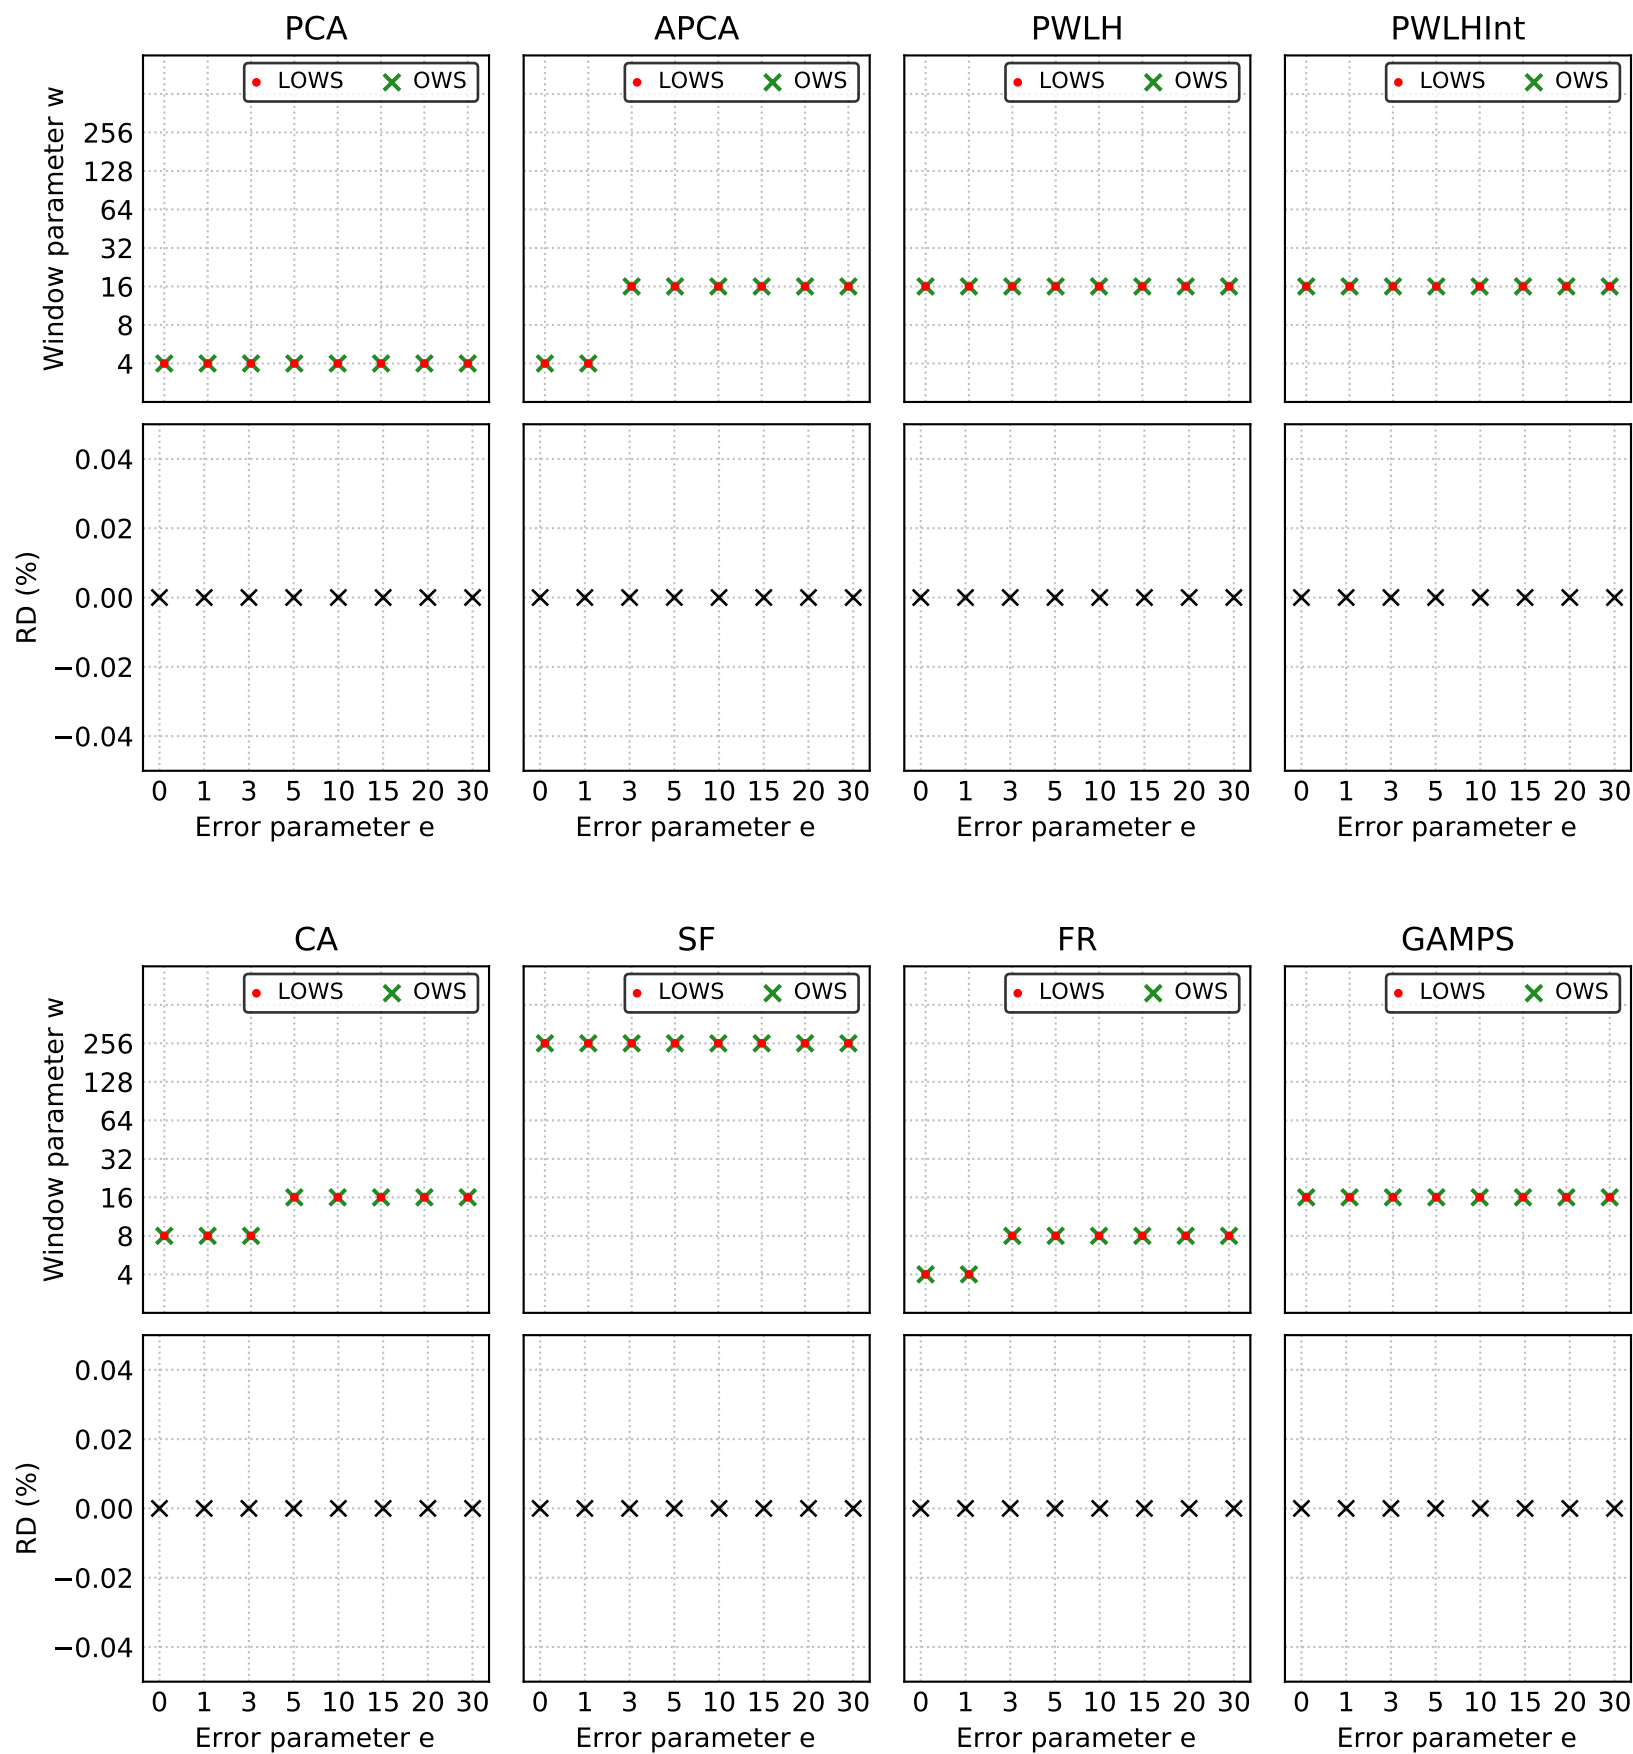 PCA APCA PWLH PWLHInt
LOWS OWS LOWS OWS LOWS OWS LOWS OWS
Window parameter w
256
128
64
32
16
8
4
RD (%)
0.04
0.02
0.00
−0.02
−0.04
0 1 3 5 10 15 20 30 0 1 3 5 10 15 20 30 0 1 3 5 10 15 20 30 0 1 3 5 10 15 20 30
Error parameter e Error parameter e Error parameter e Error parameter e
CA SF FR GAMPS
LOWS OWS LOWS OWS LOWS OWS LOWS OWS
Window parameter w
256
128
64
32
16
8
4
RD (%)
0.04
0.02
0.00
−0.02
−0.04
0 1 3 5 10 15 20 30 0 1 3 5 10 15 20 30 0 1 3 5 10 15 20 30 0 1 3 5 10 15 20 30
Error parameter e Error parameter e Error parameter e Error parameter e